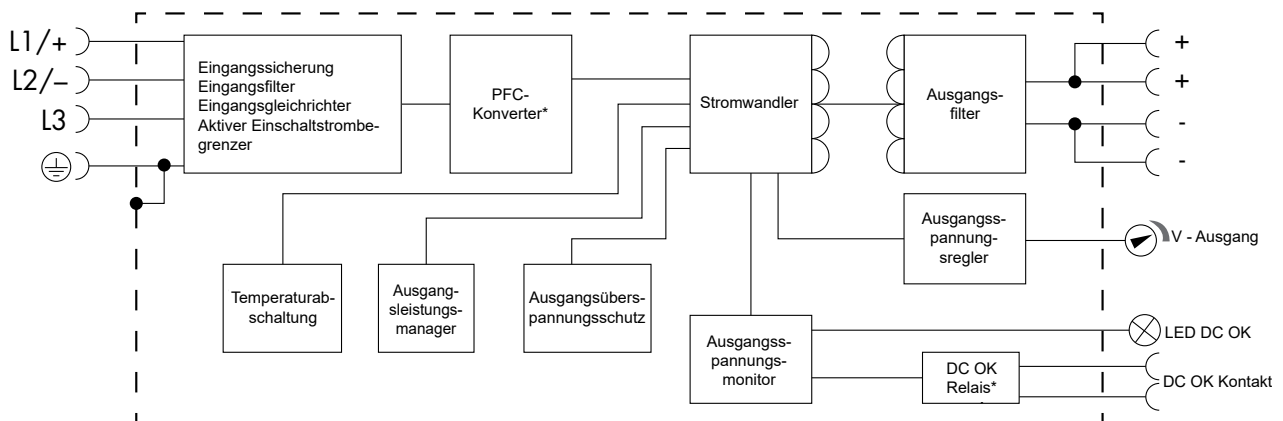 L1/+
L2/–
L3
Eingangssicherung
Eingangsfilter
Eingangsgleichrichter
Aktiver Einschaltstrombe-
grenzer
PFC-
Konverter*
Stromwandler
Ausgangs-
filter
+
+
-
-
Ausgangss-
pannung-
sregler
V - Ausgang
Temperaturab-
schaltung
Ausgang-
sleistungs-
manager
Ausgangsübers-
pannungsschutz
Ausgangss-
pannungs-
monitor
LED DC OK
DC OK
Relais*
DC OK Kontakt